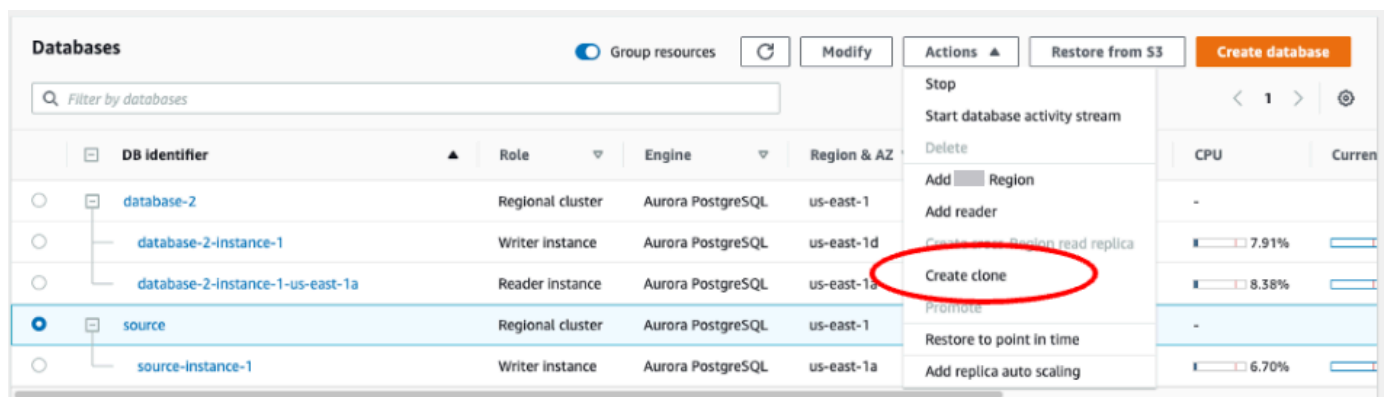 Databases
Group resources
Modify
Actions
Restore from S3
Create database
Filter by databases
1
Stop
Start database activity stream
Delete
Add Region
Add reader
Create cross-Region read replica
Create clone
Promote
Restore to point in time
Add replica auto scaling
DB identifier Role Engine Region & AZ CPU Curren
database-2 Regional cluster Aurora PostgreSQL us-east-1 -
database-2-instance-1 Writer instance Aurora PostgreSQL us-east-1d 7.91%
database-2-instance-1-us-east-1a Reader instance Aurora PostgreSQL us-east-1a 8.38%
source Regional cluster Aurora PostgreSQL us-east-1 -
source-instance-1 Writer instance Aurora PostgreSQL us-east-1a 6.70%